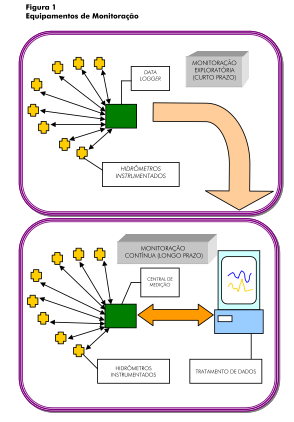 Figura 1
Equipamentos de Monitoração
MONITORAÇÃO
EXPLORATÓRIA
(CURTO PRAZO)
DATA
LOGGER
HIDRÔMETROS
INSTRUMENTADOS
MONITORAÇÃO
CONTÍNUA (LONGO PRAZO)
CENTRAL DE
MEDIÇÃO
HIDRÔMETROS
INSTRUMENTADOS
TRATAMENTO DE DADOS